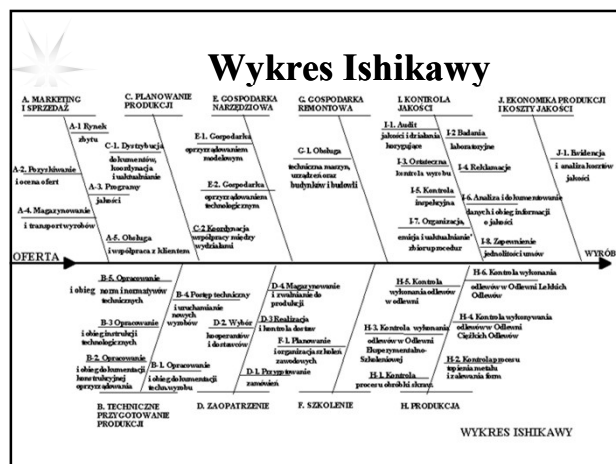 Wykres Ishikawy
A. MARKETING
I SPRZEDAŻ
C. PLANOWANIE
PRODUKCJI
E. GOSPODARKA
NARZĘDZIOWA
G. GOSPODARKA
REMONTOWA
I. KONTROLA
JAKOŚCI
J. EKONOMIKA PRODUKCJI
I KOSZTY JAKOŚCI
A-1 Rynek
zbytu
A-2. Pozyskiwanie
i ocena ofert
A-3. Programy
jakości
A-4. Magazynowanie
i transport wyrobów
A-5. Obsługa
i współpraca z klientem
C-1. Dystrybucja
dokumentów,
koordynacja
i uaktualnianie
C-2 Koordynacja
współpracy między
wydziałami
E-1. Gospodarka
oprzyrządowaniem
modelowym
E-2. Gospodarka
oprzyrządowaniem
technologicznym
G-1. Obsługa
techniczna maszyn,
urządzeń oraz
budynków i budowli
I-1. Audit
jakości i działania
korygujące
I-2 Badania
laboratoryjne
I-3. Ostateczna
kontrola wyrobu
I-4. Reklamacje
I-5. Kontrola
inspekcyjna
I-6. Analiza i dokumentowanie
danych i obieg informacji
o jakości
I-7. Organizacja,
emisja i uaktualnianie
zbioru procedur
I-8. Zapewnienie
jednolitości umów
J-1. Ewidencja
i analiza kosztów
jakości
OFERTA
WYRÓB
B-5. Opracowanie
i obieg norm i normatywów
technicznych
B-4 Postęp techniczny
i uruchamianie
nowych
wyrobów
B-3 Opracowanie
i obieg instrukcji
technologicznych
B-2. Opracowanie
i obieg dokumentacji
konstrukcyjnej
oprzyrządowania
B-1. Opracowanie
i obieg dokumentacji
techn. wyrobu
D-4. Magazynowanie
i zwalnianie do
produkcji
D-3 Realizacja
i kontrola dostaw
D-2. Wybór
kooperantów
i dostawców
D-1. Przygotowanie
zamówień
F-1. Planowanie
i organizacja szkoleń
zawodowych
H-6. Kontrola wykonania
odlewów w Odlewni Lekkich
Odlewów
H-5. Kontrola
wykonania odlewów
w odlewni
H-4. Kontrola wykonywania
odlewów w Odlewni
Ciężkich Odlewów
H-3. Kontrola wykonania
odlewów w Odlewni
Eksperymentalno-
Szkoleniowej
H-2. Kontrola procesu
topienia metalu
i zalewania form
H-1. Kontrola
procesu obróbki skraw.
B. TECHNICZNE
PRZYGOTOWANIE
PRODUKCJI
D. ZAOPATRZENIE
F. SZKOLENIE
H. PRODUKCJA
WYKRES ISHIKAWY